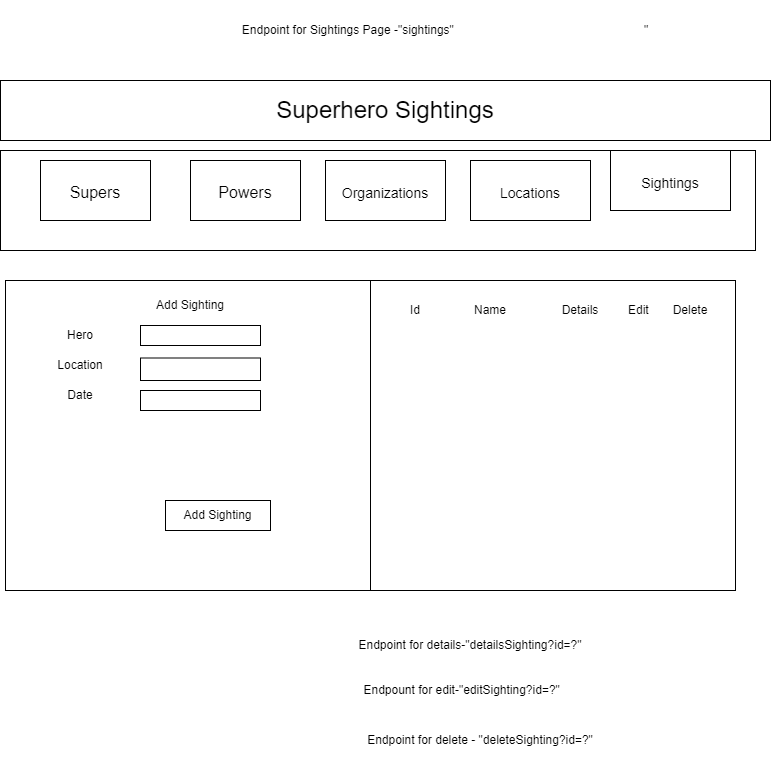 Endpoint for Sightings Page -"sightings" "
Superhero Sightings
Supers Powers Organizations Locations Sightings
Add Sighting
Hero
Location
Date
Add Sighting
Id Name Details Edit Delete
Endpoint for details-"detailsSighting?id=?"
Endpount for edit-"editSighting?id=?"
Endpoint for delete - "deleteSighting?id=?"